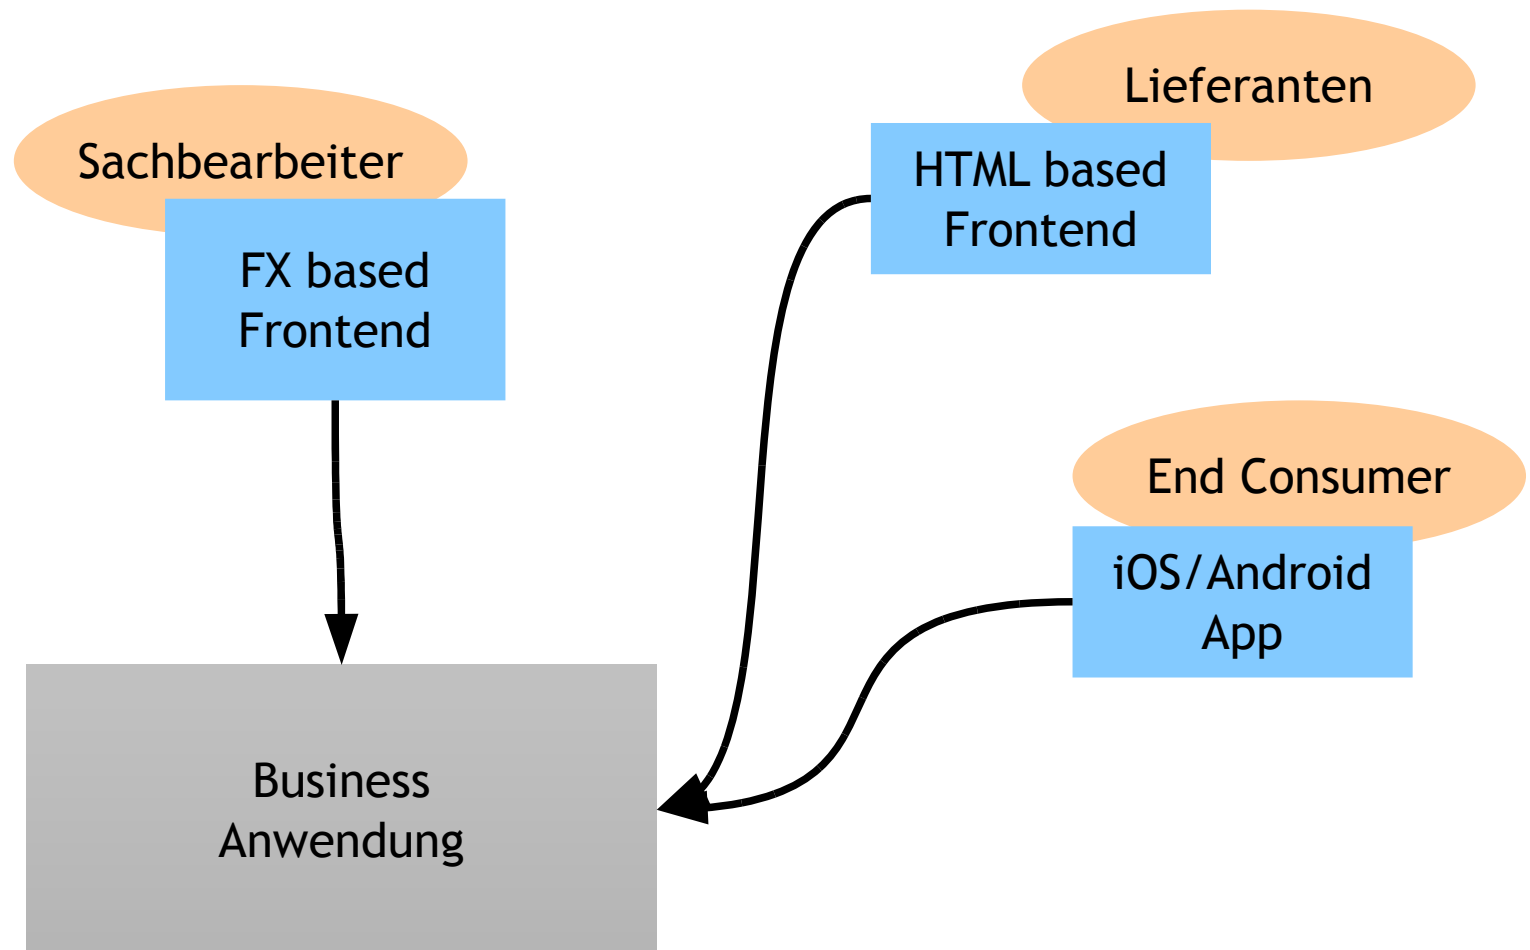 Lieferanten
HTML based
Frontend
Sachbearbeiter
FX based
Frontend
End Consumer
iOS/Android
App
Business
Anwendung